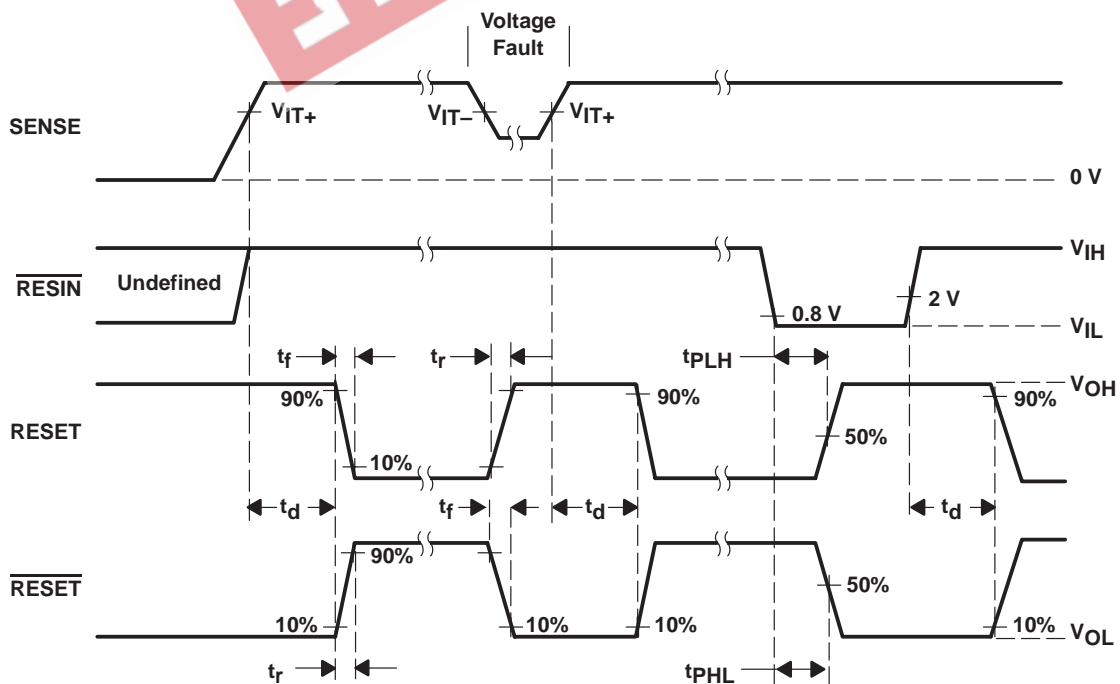 Voltage
Fault
SENSE
VIT+
VIT–
VIT+
0 V
RESIN
Undefined
0.8 V
2 V
VIH
VIL
tf
tr
tPLH
VOH
RESET
90%
10%
90%
50%
90%
td
tf
td
td
RESET
90%
50%
10%
10%
10%
10%
VOL
tr
tPHL